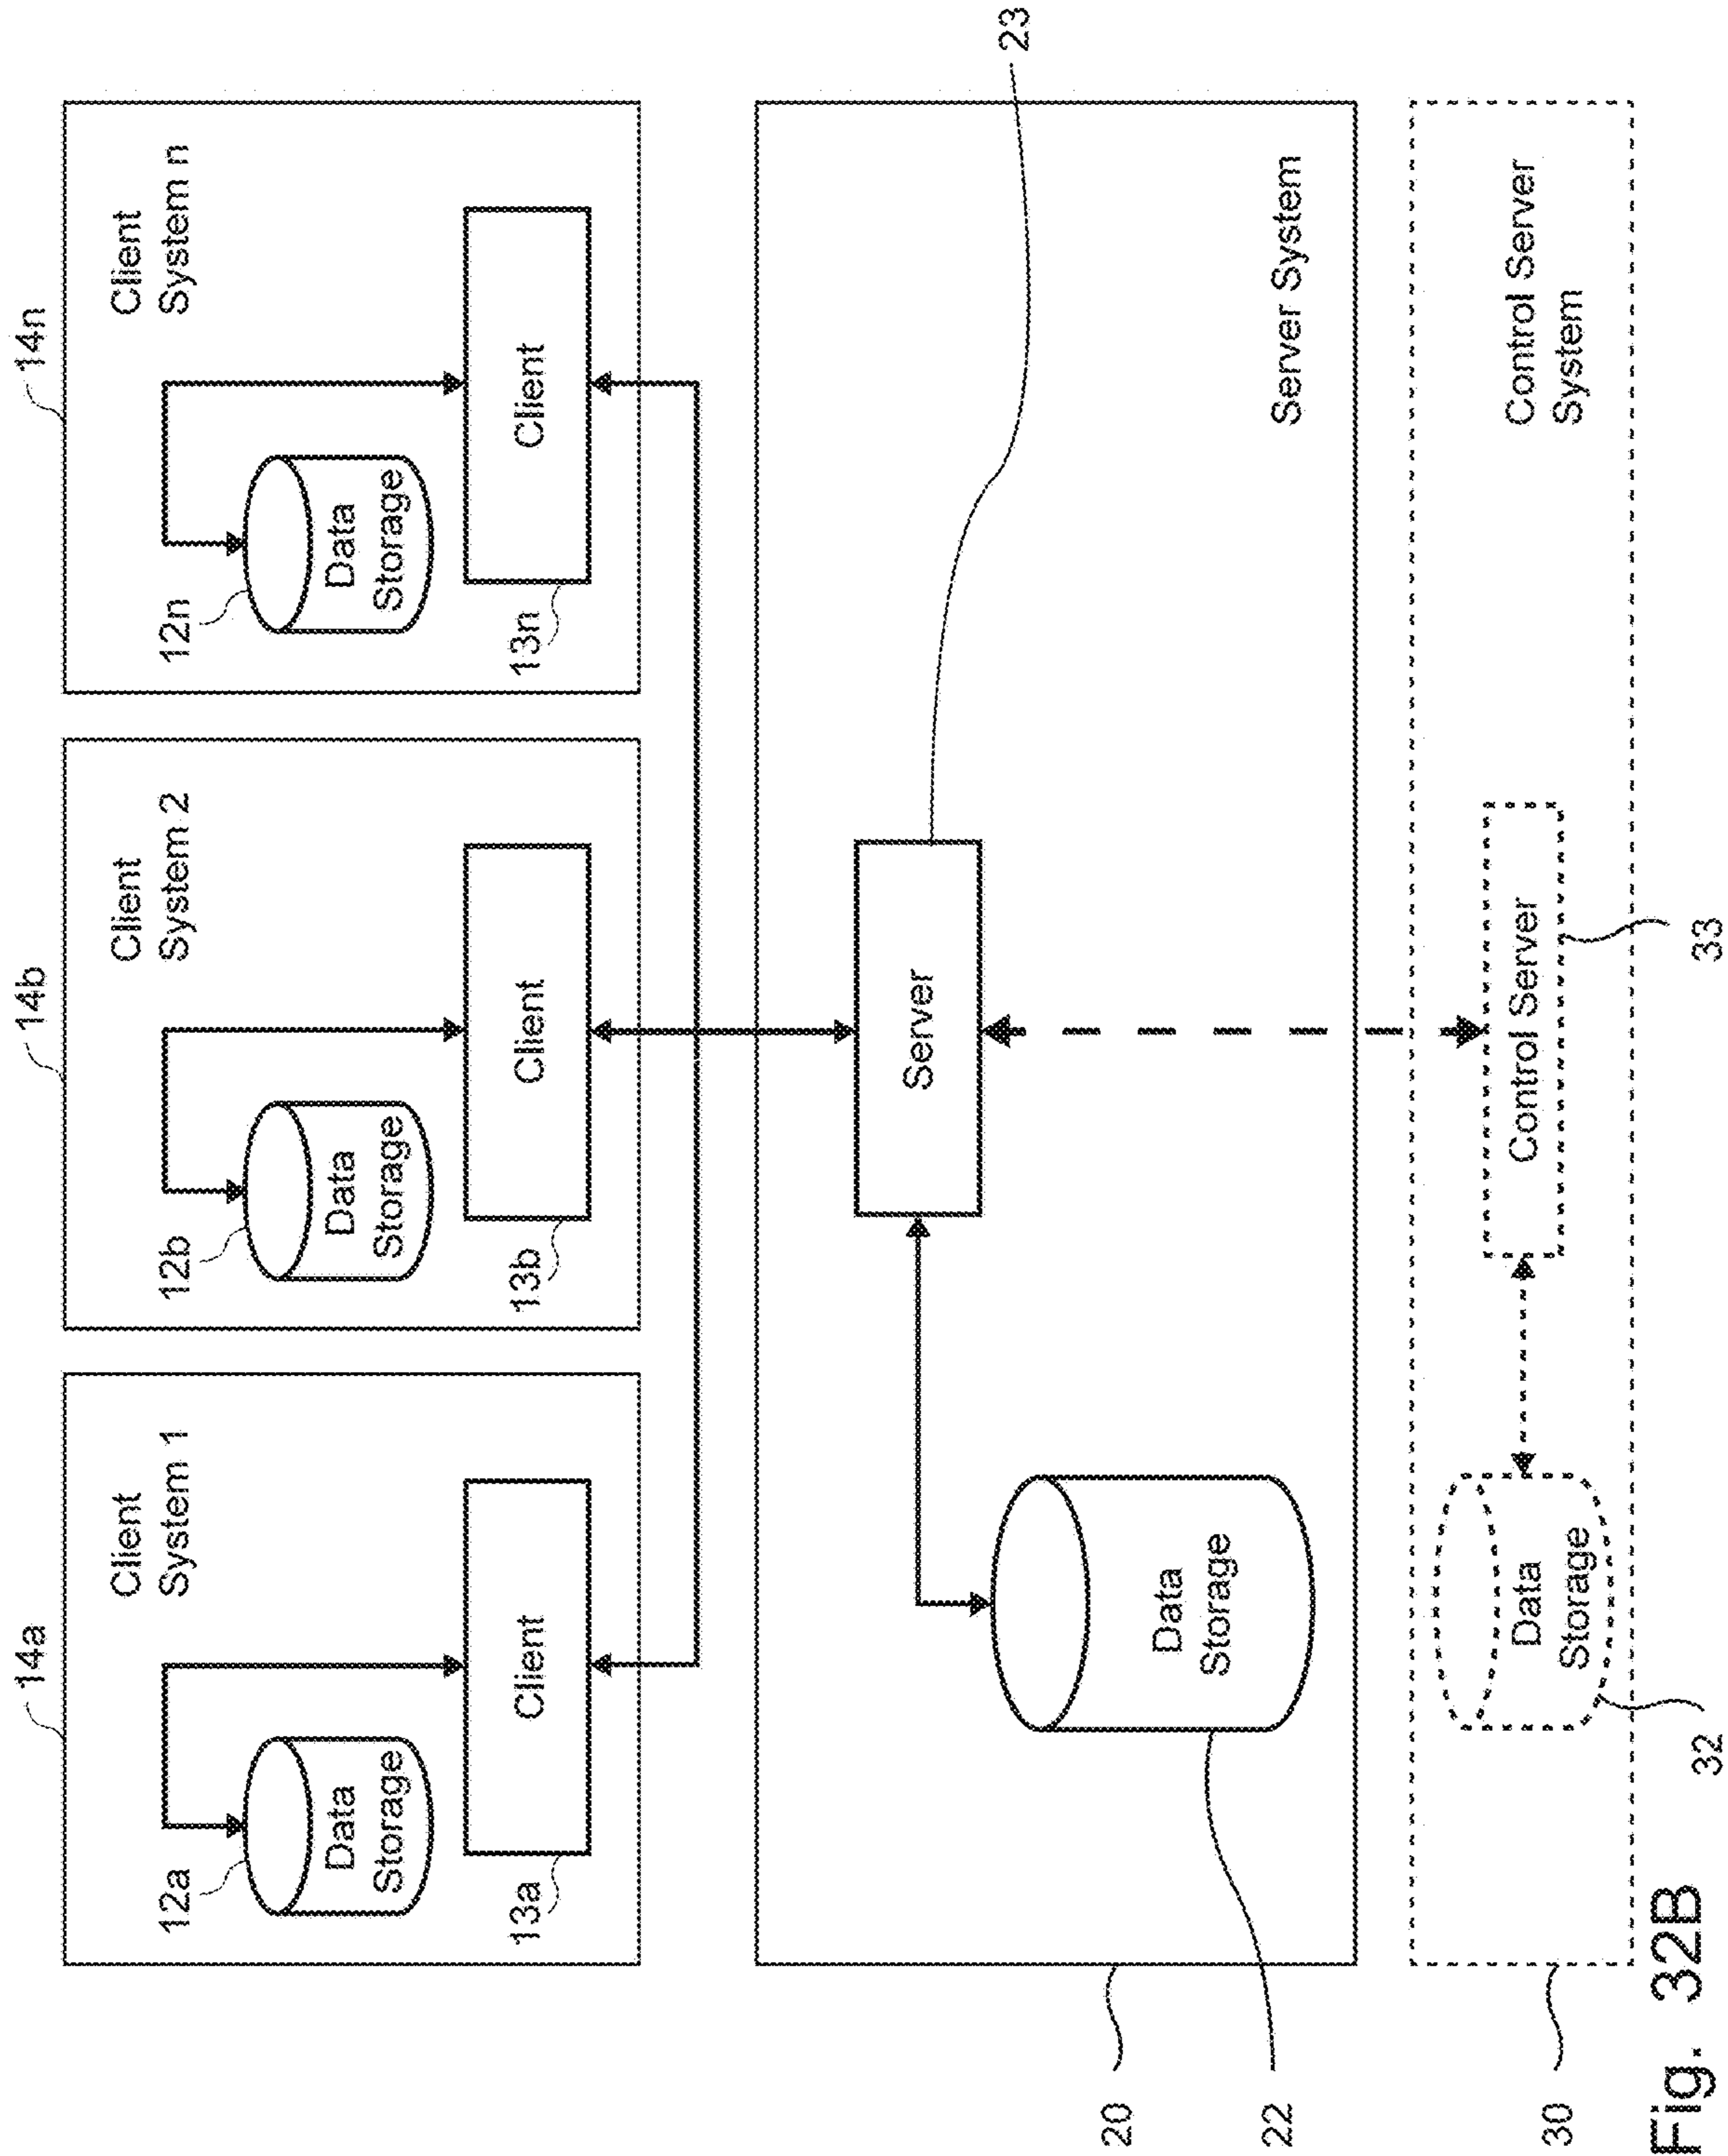 14a
14b
14n
Client
System 1
Client
System 2
Client
System n
12a
Data
Storage
12b
Data
Storage
12n
Data
Storage
13a
Client
13b
Client
13n
Client
Server
23
Data
Storage
20
22
Server System
Data
Storage
Control Server
Control Server
System
30
32
33
Fig. 32B